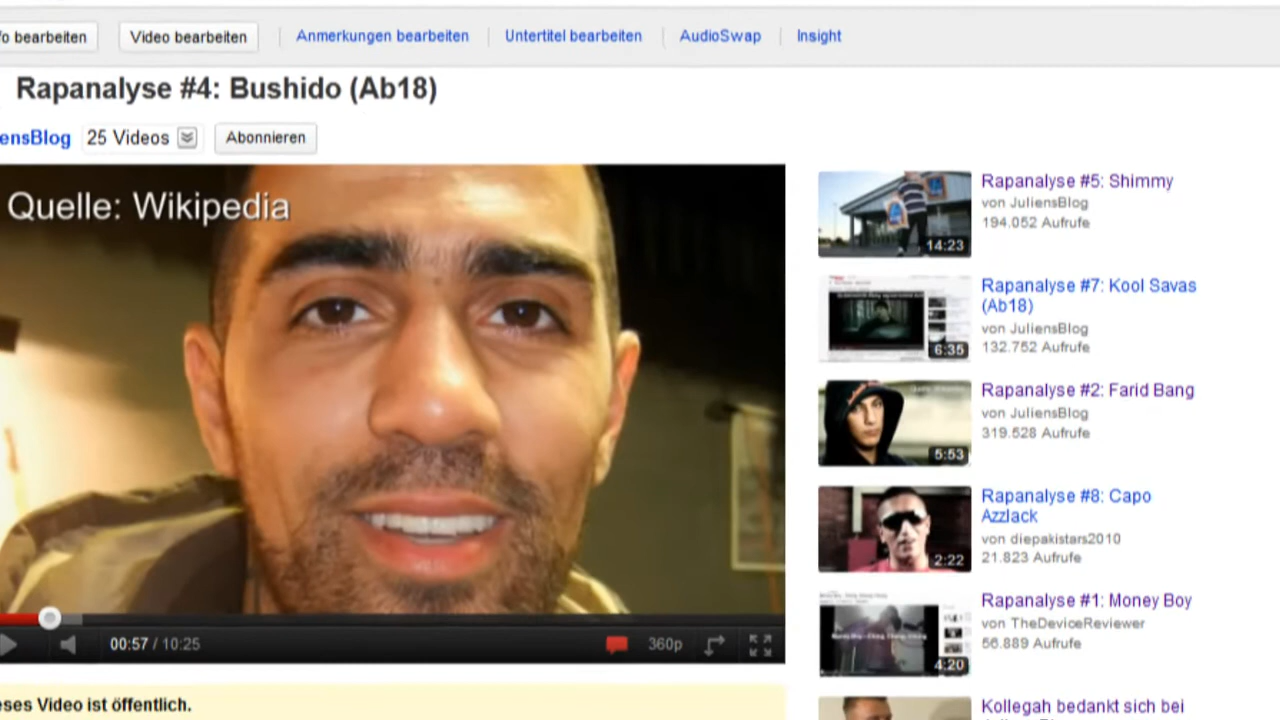 fo bearbeiten
Video bearbeiten
Anmerkungen bearbeiten
Untertitel bearbeiten
AudioSwap
Insight
Rapanalyse #4: Bushido (Ab18)
ensBlog 25 Videos Abonnieren
Quelle: Wikipedia
00:57 / 10:25
360p
eses Video ist öffentlich.
14:23
Rapanalyse #5: Shimmy
von JuliensBlog
194.052 Aufrufe
6:35
Rapanalyse #7: Kool Savas
(Ab18)
von JuliensBlog
132.752 Aufrufe
5:53
Rapanalyse #2: Farid Bang
von JuliensBlog
319.528 Aufrufe
2:22
Rapanalyse #8: Capo
Azzlack
von diepakistars2010
21.823 Aufrufe
4:20
Rapanalyse #1: Money Boy
von TheDeviceReviewer
56.889 Aufrufe
Kollegah bedankt sich bei